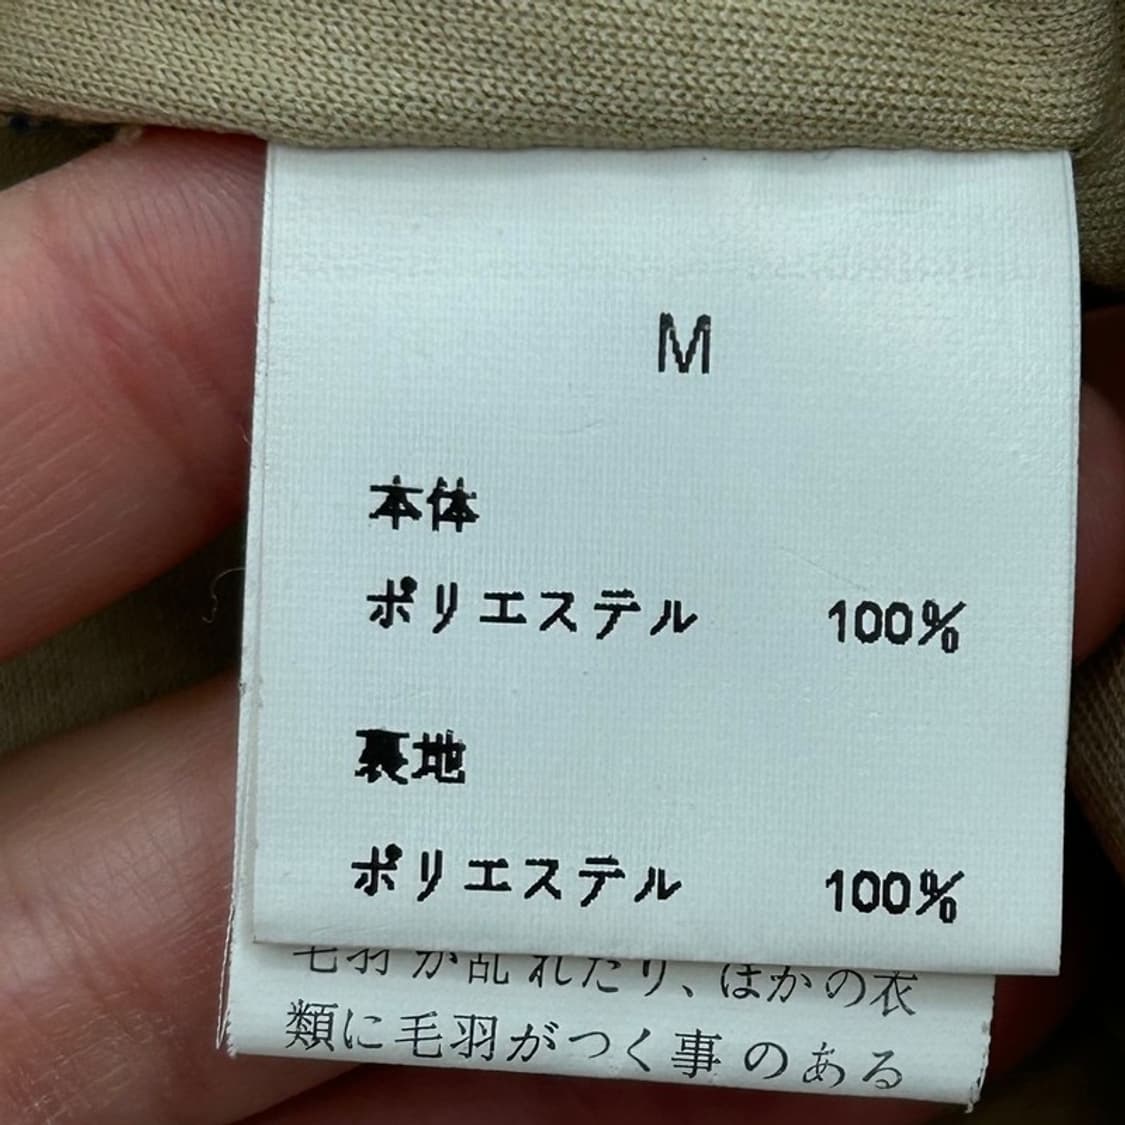 M
本体
ポリエステル 100%
裏地
ポリエステル 100%
毛羽が乱れたり、ほかの衣
類に毛羽がつく事のある